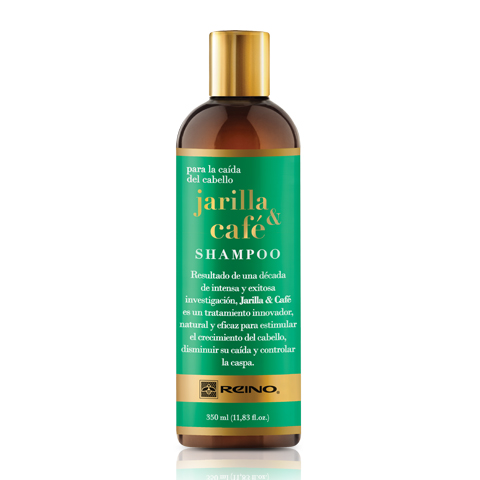 para la caída
del cabello
jarilla
& café
SHAMPOO
Resultado de una década
de intensa y exitosa
investigación, Jarilla & Café
es un tratamiento innovador,
natural y eficaz para estimular
el crecimiento del cabello,
disminuir su caída y controlar
la caspa.
REINO®
350 ml (11,83 fl.oz.)